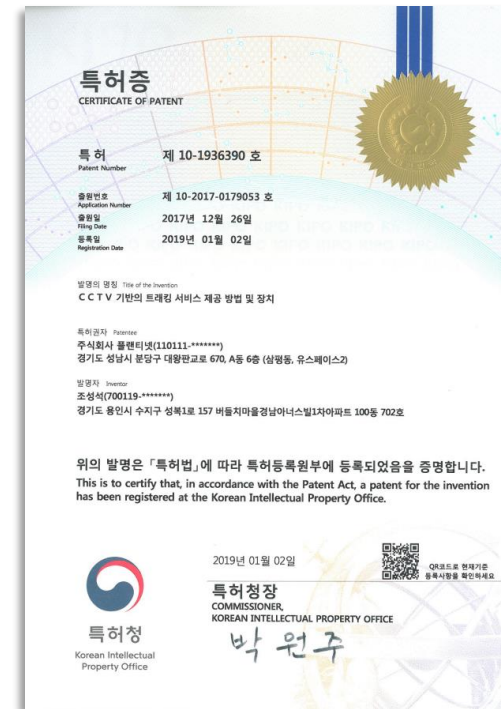 특허증
CERTIFICATE OF PATENT
특 허
Patent Number
제 10-1936390 호
출원번호
Application Number
제 10-2017-0179053 호
출원일
Filing Date
2017년 12월 26일
등록일
Registration Date
2019년 01월 02일
발명의 명칭 Title of the Invention
C C T V 기반의 트래킹 서비스 제공 방법 및 장치
특허권자 Patentee
주식회사 플랜티넷(110111-*******)
경기도 성남시 분당구 대왕판교로 670, A동 6층 (삼평동, 유스페이스2)
발명자 Inventor
조성석(700119-*******)
경기도 용인시 수지구 성복1로 157 버들치마을경남아너스빌1차아파트 100동 702호
위의 발명은 「특허법」에 따라 특허등록원부에 등록되었음을 증명합니다.
This is to certify that, in accordance with the Patent Act, a patent for the invention
has been registered at the Korean Intellectual Property Office.
2019년 01월 02일
QR코드로 현재기준
등록사항을 확인하세요
특허청장
COMMISSIONER,
KOREAN INTELLECTUAL PROPERTY OFFICE
박원주
특허청
Korean Intellectual
Property Office